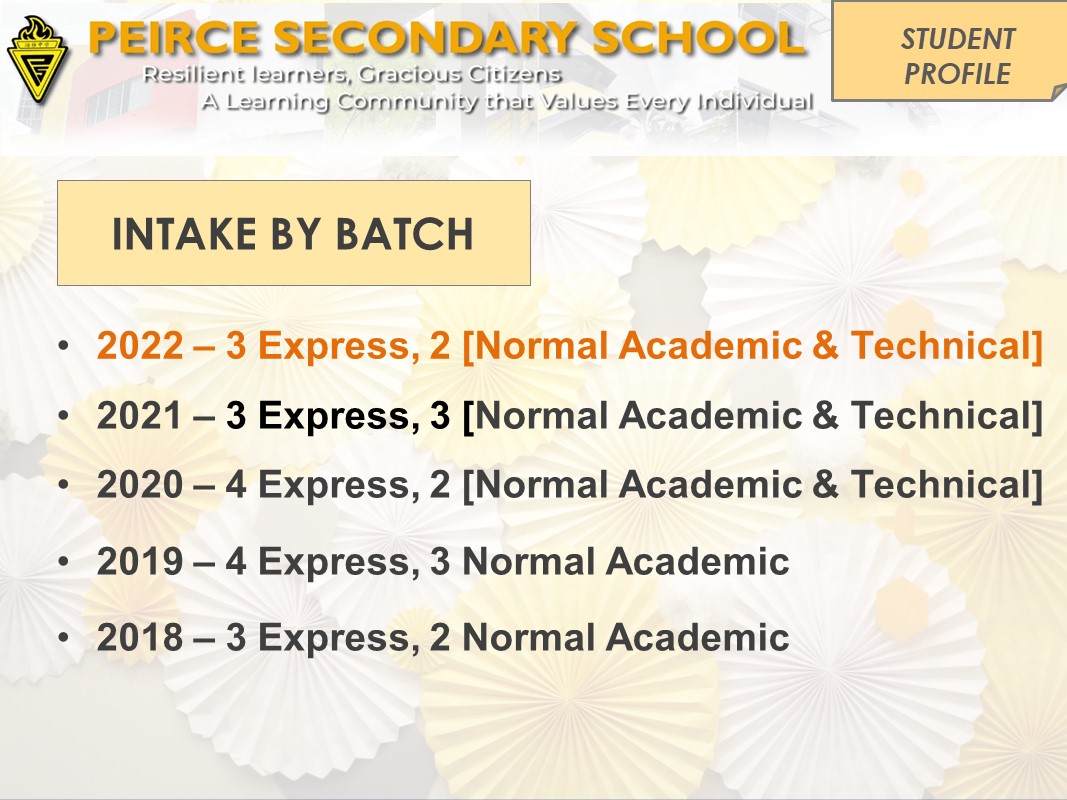 PEIRCE SECONDARY SCHOOL
Resilient learners, Gracious Citizens
A Learning Community that Values Every Individual
STUDENT
PROFILE
INTAKE BY BATCH
• 2022 – 3 Express, 2 [Normal Academic & Technical]
• 2021 – 3 Express, 3 [Normal Academic & Technical]
• 2020 – 4 Express, 2 [Normal Academic & Technical]
• 2019 – 4 Express, 3 Normal Academic
• 2018 – 3 Express, 2 Normal Academic